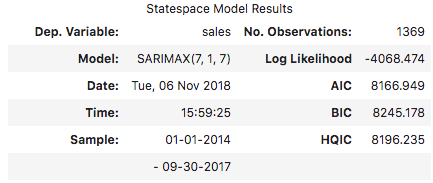 Statespace Model Results
Dep. Variable: sales No. Observations: 1369
Model: SARIMAX(7, 1, 7) Log Likelihood -4068.474
Date: Tue, 06 Nov 2018 AIC 8166.949
Time: 15:59:25 BIC 8245.178
Sample: 01-01-2014 HQIC 8196.235
- 09-30-2017